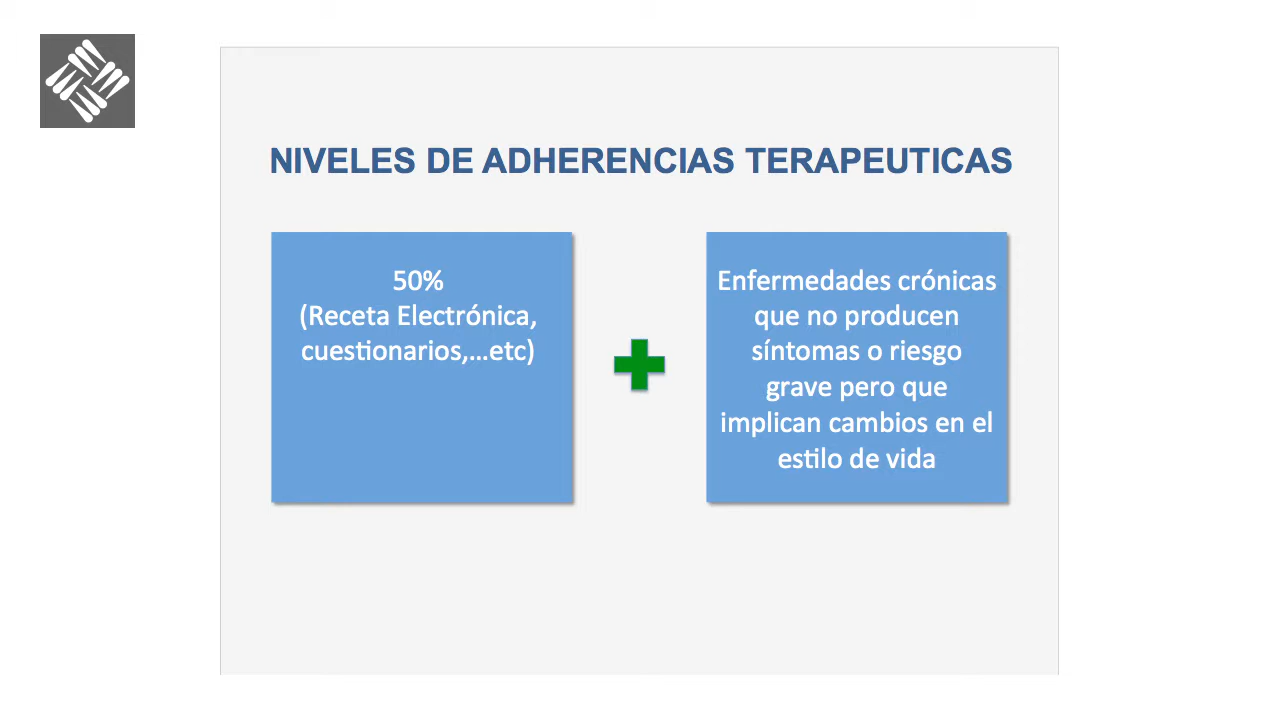 NIVELES DE ADHERENCIAS TERAPEUTICAS
50%
(Receta Electrónica,
cuestionarios,...etc)
Enfermedades crónicas
que no producen
síntomas o riesgo
grave pero que
implican cambios en el
estilo de vida